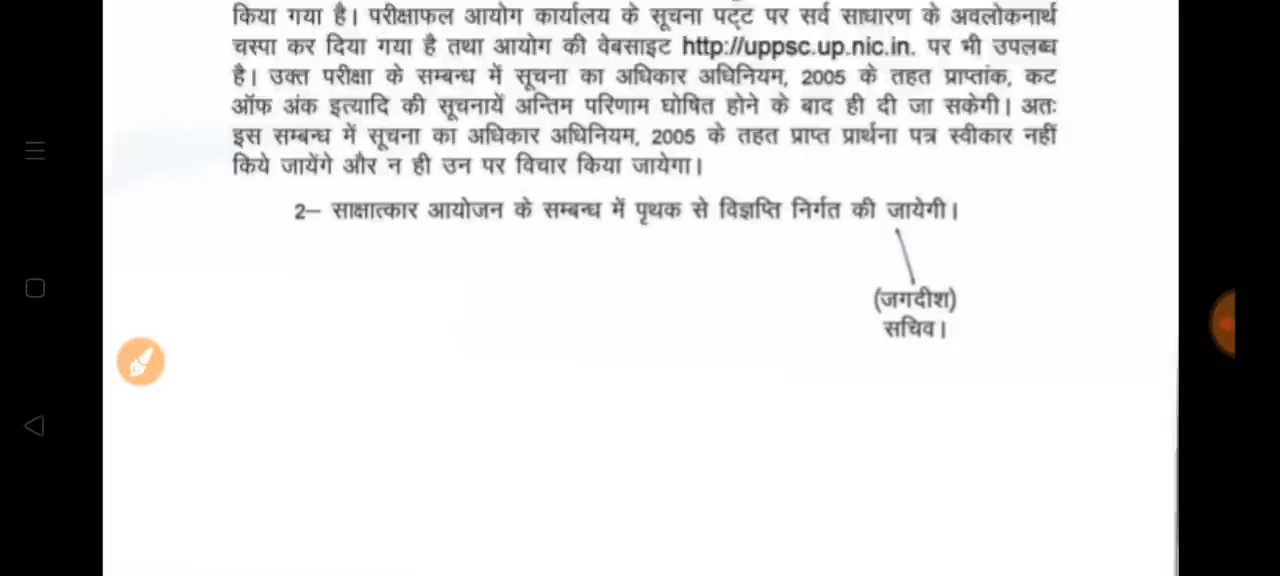 किया गया है। परीक्षाफल आयोग कार्यालय के सूचना पट्ट पर सर्व साधारण के अवलोकनार्थ
चस्पा कर दिया गया है तथा आयोग की वेबसाइट http://uppsc.up.nic.in. पर भी उपलब्ध
है। उक्त परीक्षा के सम्बन्ध में सूचना का अधिकार अधिनियम, 2005 के तहत प्राप्तांक, कट
ऑफ अंक इत्यादि की सूचनायें अन्तिम परिणाम घोषित होने के बाद ही दी जा सकेगी। अतः
इस सम्बन्ध में सूचना का अधिकार अधिनियम, 2005 के तहत प्राप्त प्रार्थना पत्र स्वीकार नहीं
किये जायेंगे और न ही उन पर विचार किया जायेगा।
2– साक्षात्कार आयोजन के सम्बन्ध में पृथक से विज्ञप्ति निर्गत की जायेगी।
(जगदीश)
सचिव।